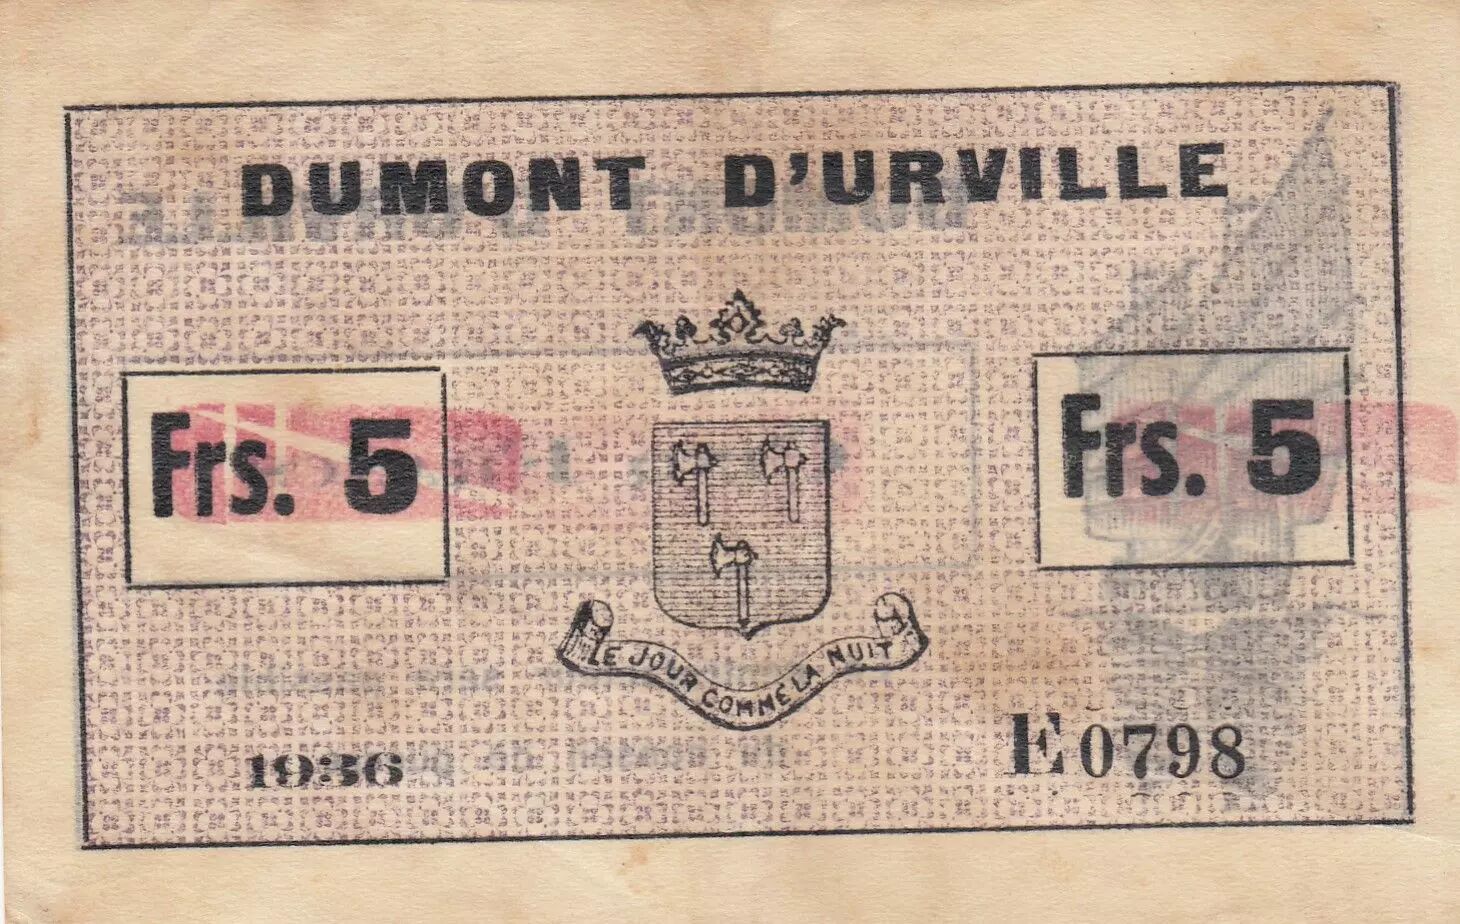 DUMONT D'URVILLE
Frs. 5
Frs. 5
LE JOUR COMME LA NUIT
1936
E0798